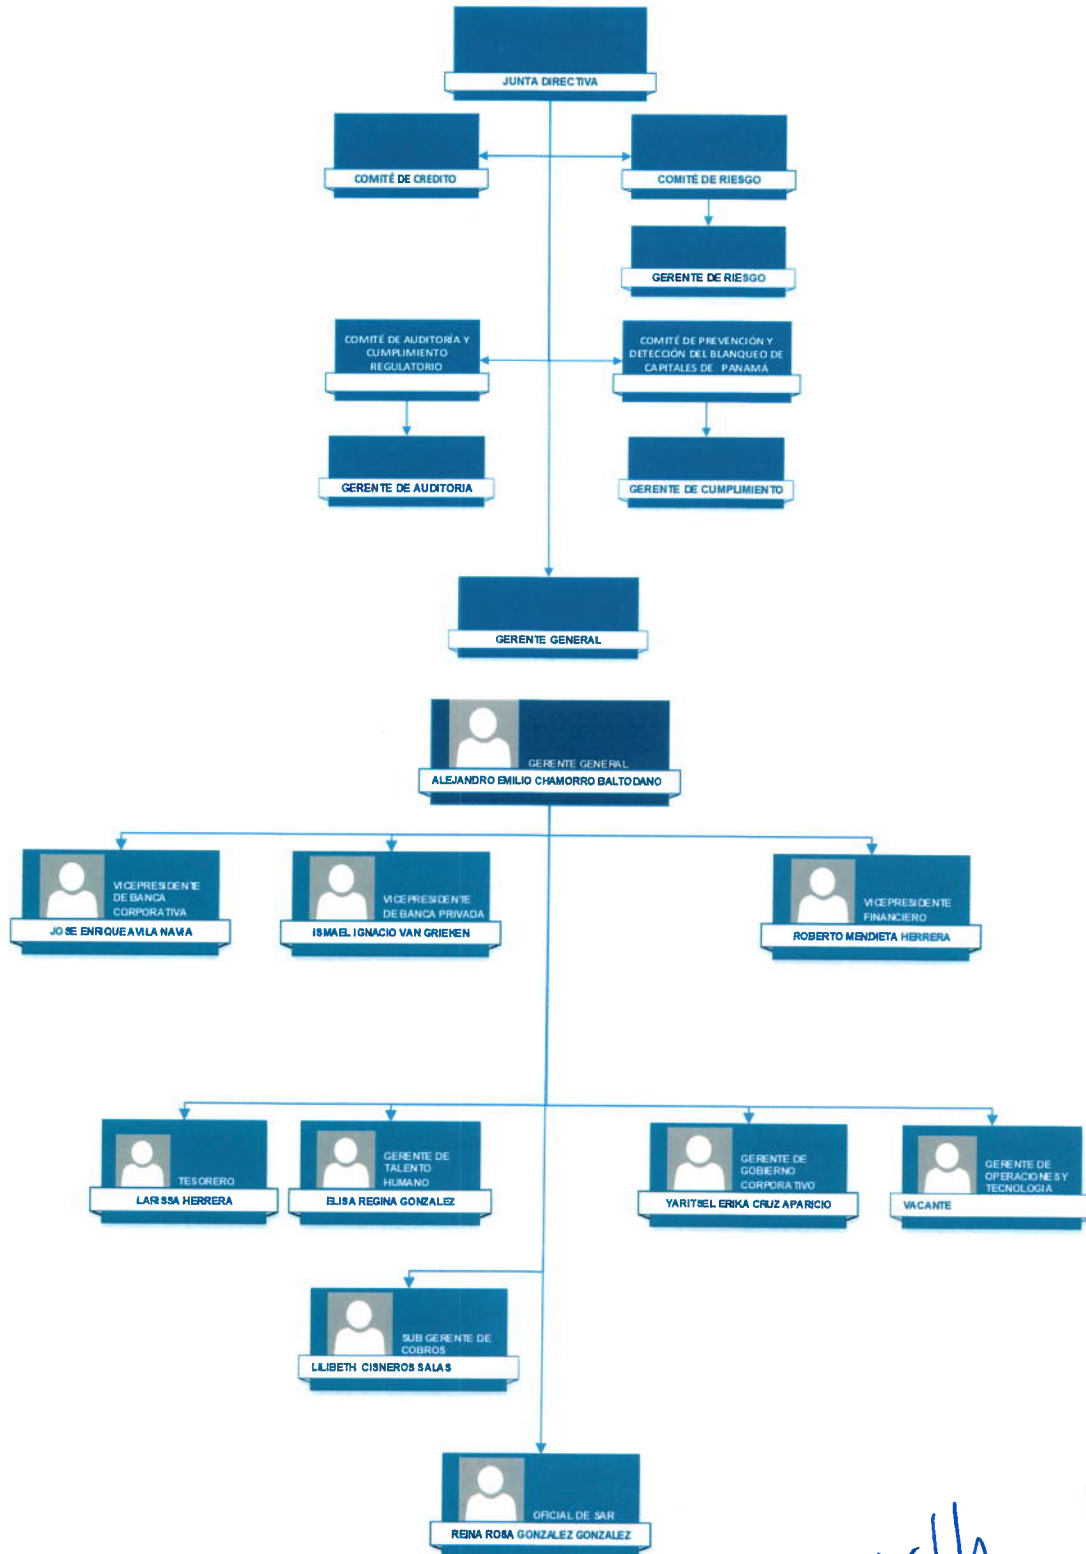 JUNTA DIRECTIVA
COMITÉ DE CREDITO
COMITÉ DE RIESGO
GERENTE DE RIESGO
COMITÉ DE AUDITORÍA Y
CUMPLIMIENTO
REGULATORIO
COMITÉ DE PREVENCIÓN Y
DETECCIÓN DEL BLANQUEO DE
CAPITALES DE PANAMÁ
GERENTE DE AUDITORIA
GERENTE DE CUMPLIMIENTO
GERENTE GENERAL
GERENTE GENERAL
ALEJANDRO EMILIO CHAMORRO BALTODANO
VICEPRESIDENTE
DE BANCA
CORPORATIVA
JOSE ENRIQUE AVILA NAVIA
VICEPRESIDENTE
DE BANCA PRIVADA
ISMAEL IGNACIO VAN GRIEKEN
VICEPRESIDENTE
FINANCIERO
ROBERTO MENDIETA HERRERA
TESORERO
LARISSA HERRERA
GERENTE DE
TALENTO
HUMANO
ELISA REGINA GONZALEZ
GERENTE DE
GOBIERNO
CORPORATIVO
YARITSEL ERIKA CRUZ APARICIO
GERENTE DE
OPERACIONES Y
TECNOLOGIA
VACANTE
SUB GERENTE DE
COBROS
LILIBETH CISNEROS SALAS
OFICIAL DE SAR
REINA ROSA GONZALEZ GONZALEZ